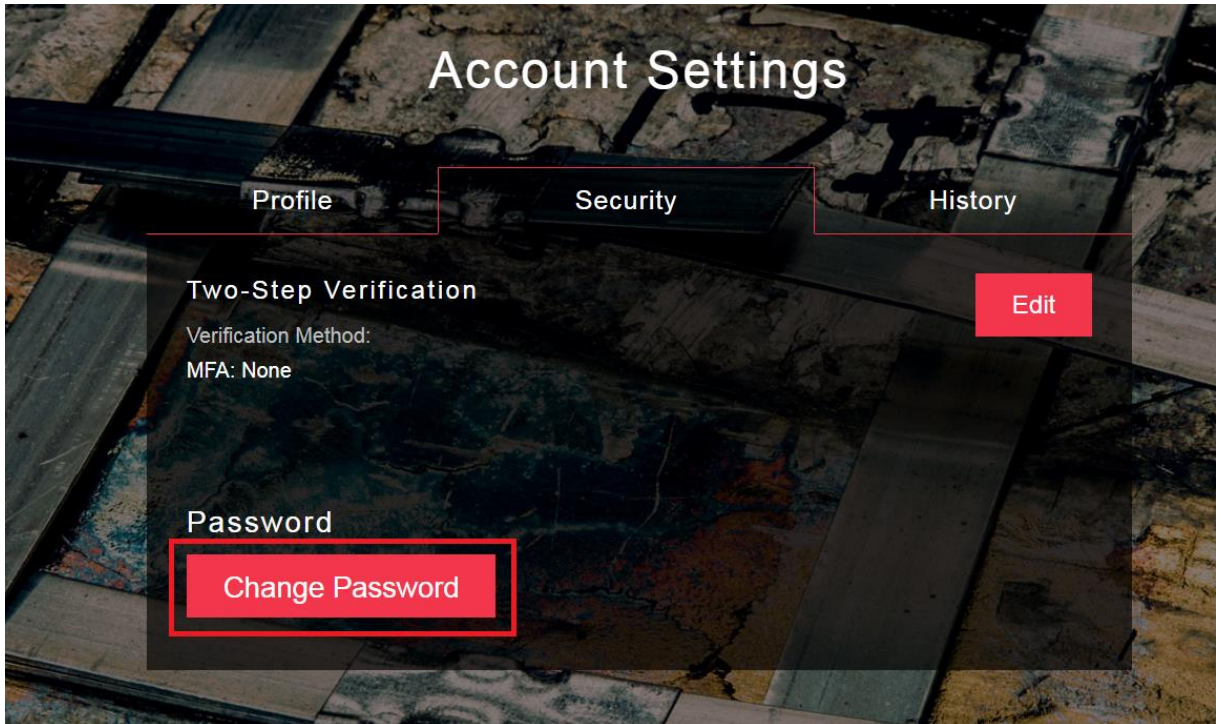 Account Settings
Profile
Security
History
Two-Step Verification
Edit
Verification Method:
MFA: None
Password
Change Password